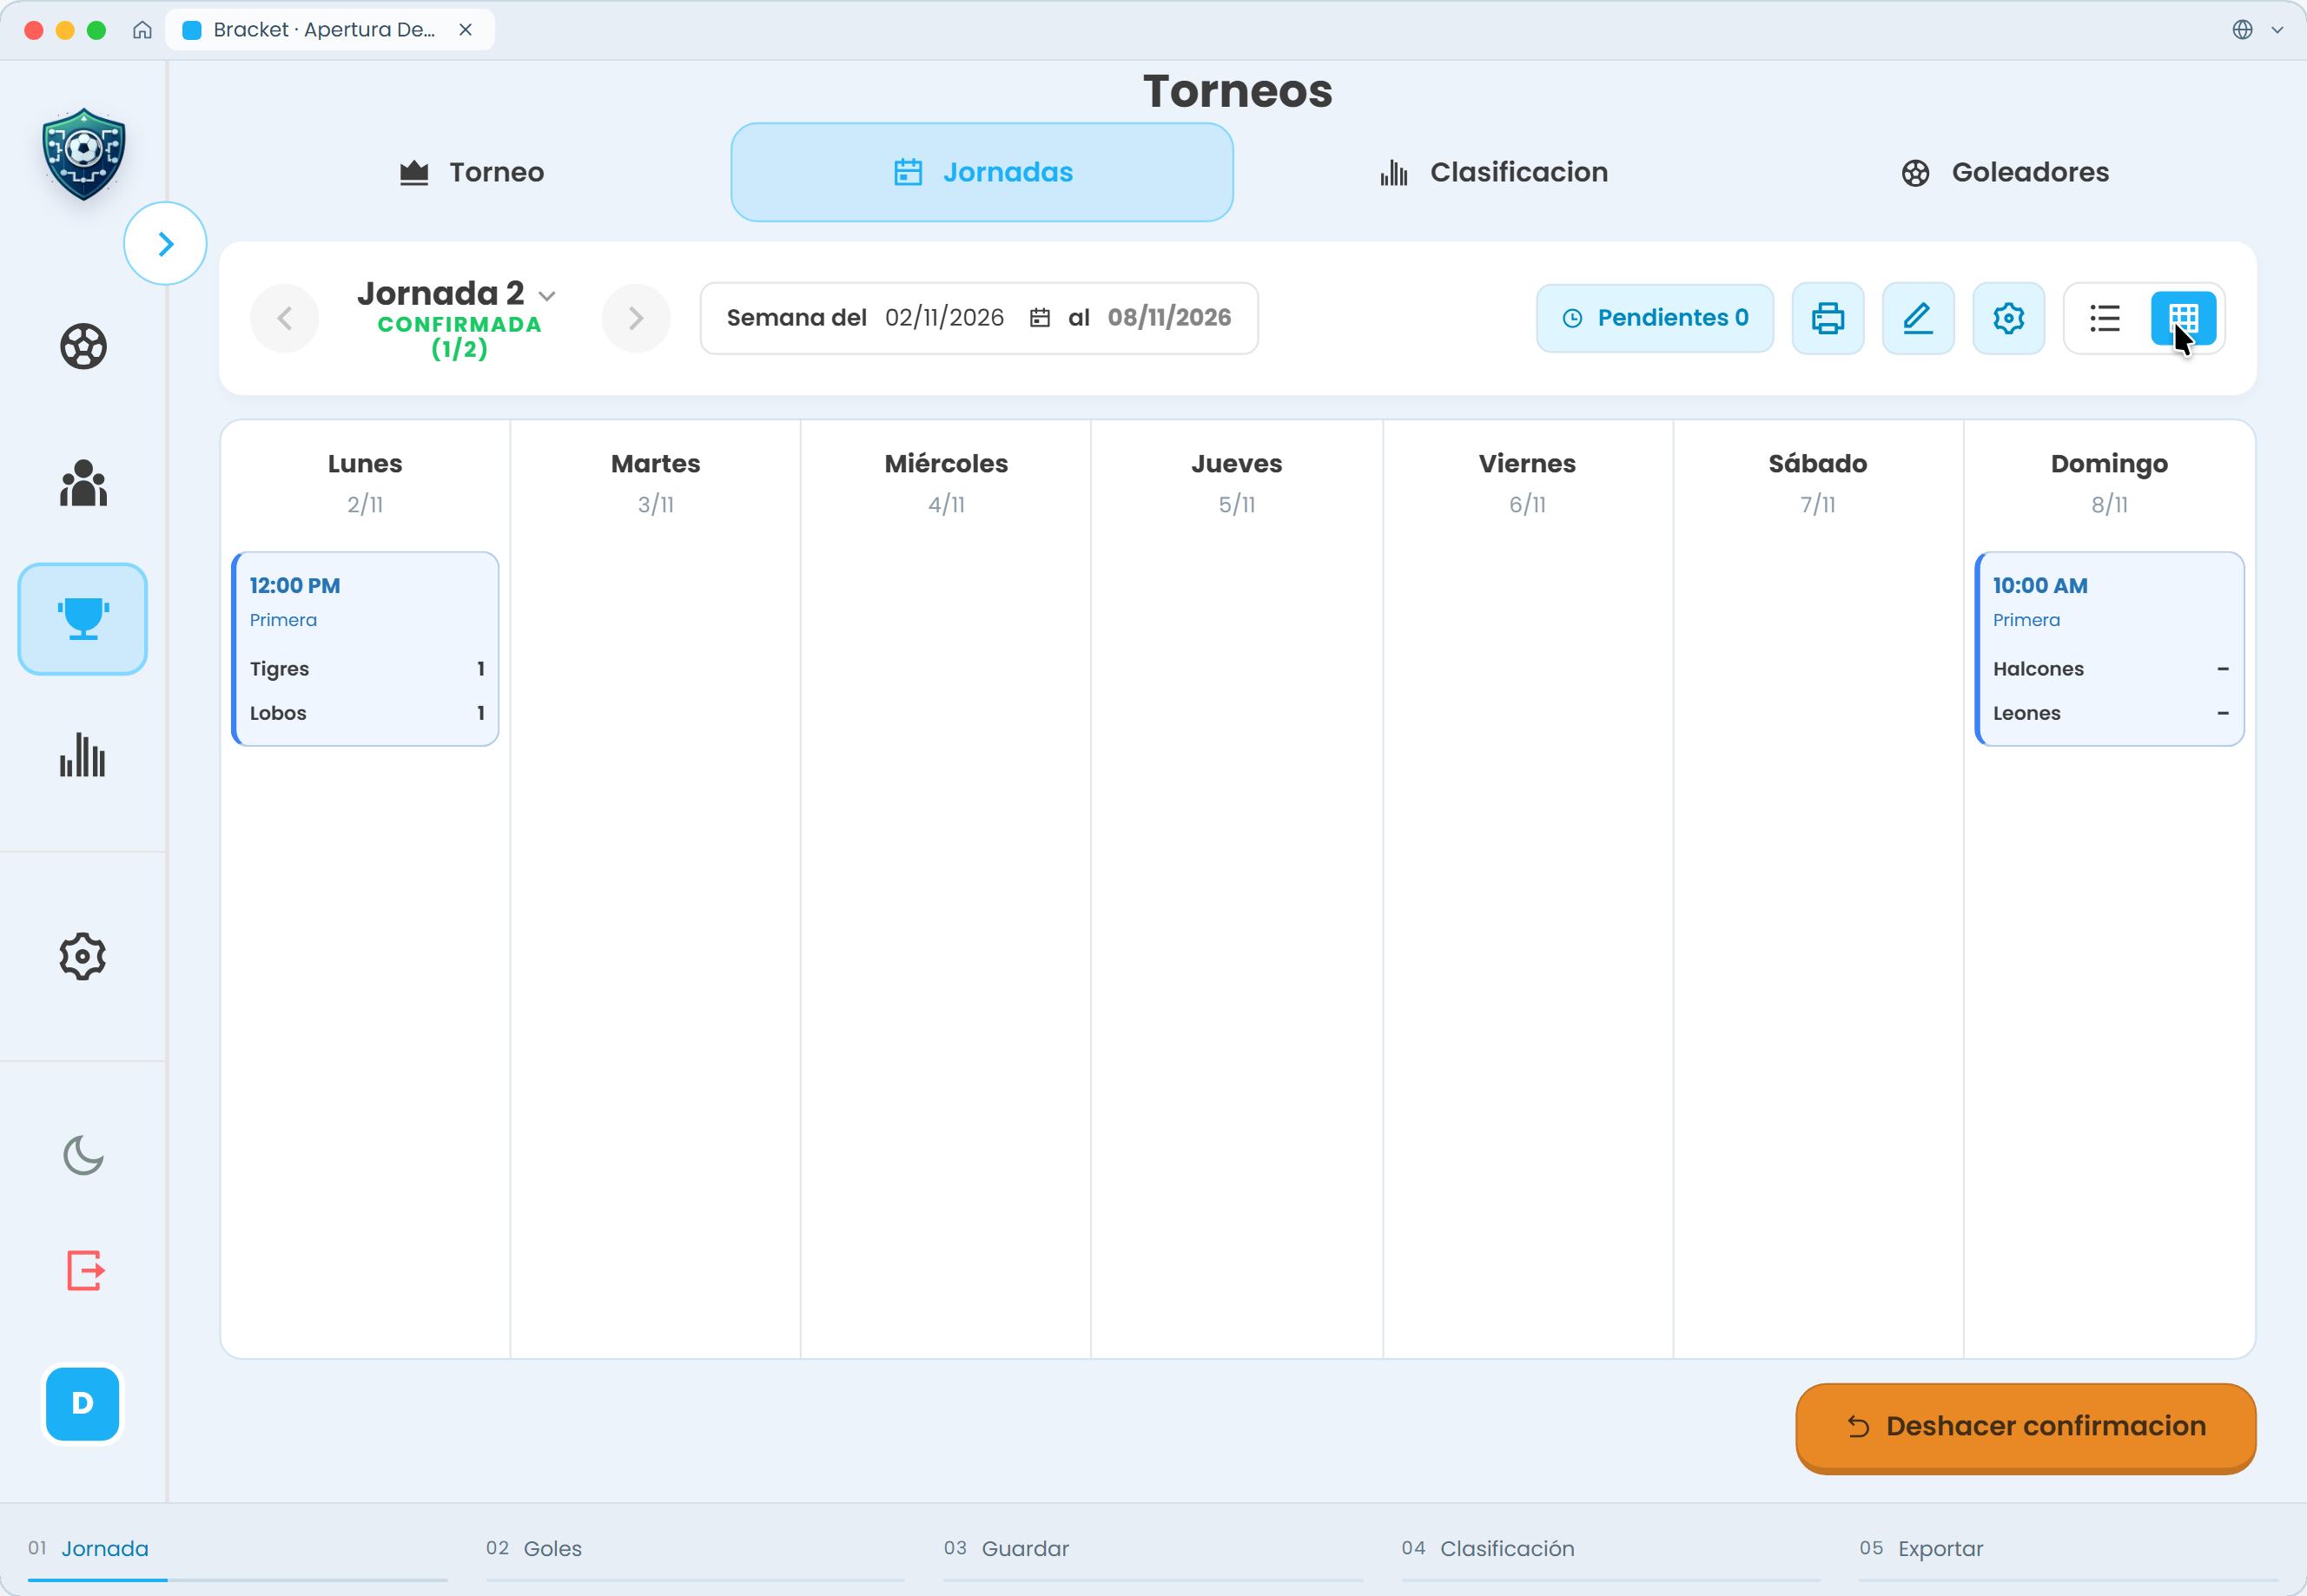 Bracket · Apertura De...
Torneos
Torneo
Jornadas
Clasificacion
Goleadores
Jornada 2
CONFIRMADA
(1/2)
Semana del 02/11/2026 al 08/11/2026
Pendientes 0
Lunes
2/11
Martes
3/11
Miércoles
4/11
Jueves
5/11
Viernes
6/11
Sábado
7/11
Domingo
8/11
12:00 PM
Primera
Tigres 1
Lobos 1
10:00 AM
Primera
Halcones –
Leones –
Deshacer confirmacion
D
01 Jornada
02 Goles
03 Guardar
04 Clasificación
05 Exportar